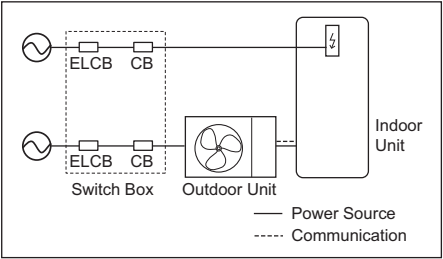 ELCB CB
ELCB CB
Indoor
Unit
Switch Box Outdoor Unit
Power Source
Communication